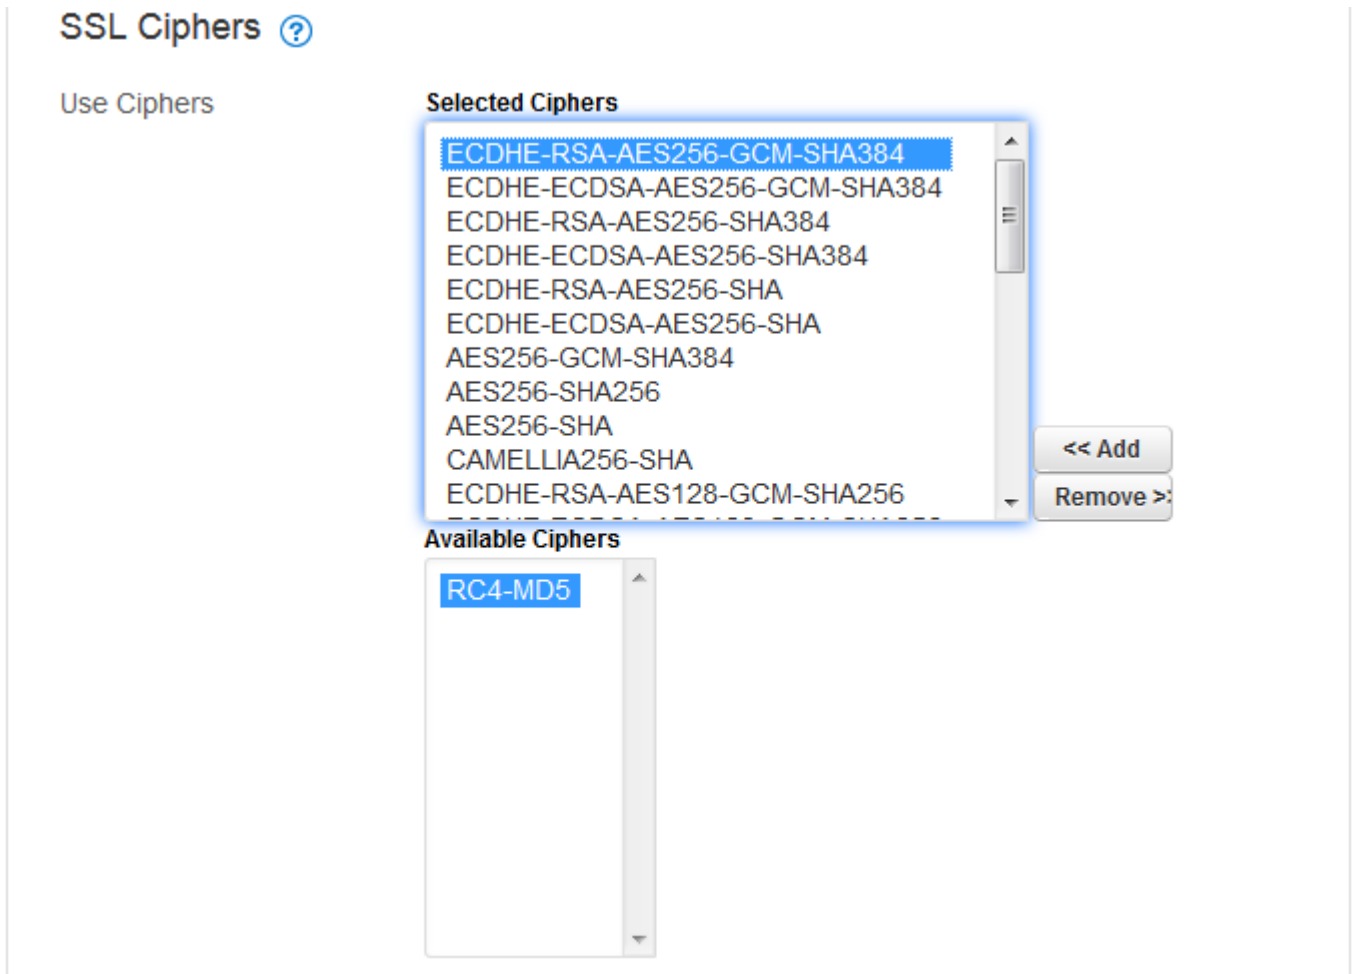 SSL Ciphers ?
Use Ciphers
Selected Ciphers
ECDHE-RSA-AES256-GCM-SHA384
ECDHE-ECDSA-AES256-GCM-SHA384
ECDHE-RSA-AES256-SHA384
ECDHE-ECDSA-AES256-SHA384
ECDHE-RSA-AES256-SHA
ECDHE-ECDSA-AES256-SHA
AES256-GCM-SHA384
AES256-SHA256
AES256-SHA
CAMELLIA256-SHA
ECDHE-RSA-AES128-GCM-SHA256
<< Add
Remove >>
Available Ciphers
RC4-MD5